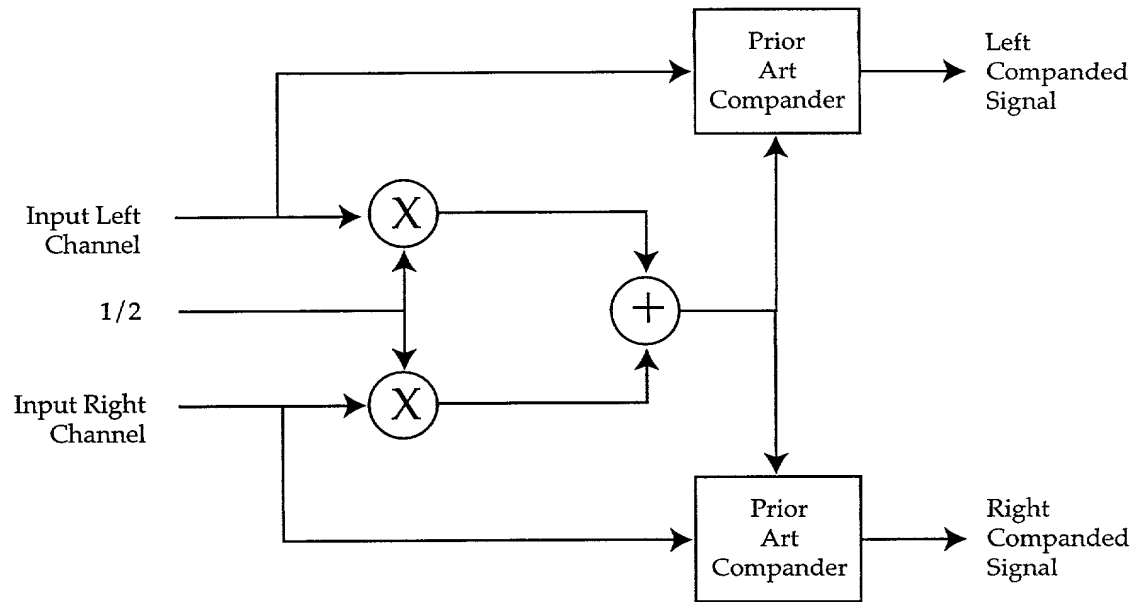 Prior
Art
Compander
Left
Companded
Signal
Input Left
Channel
X
1/2
+
Input Right
Channel
X
Prior
Art
Compander
Right
Companded
Signal